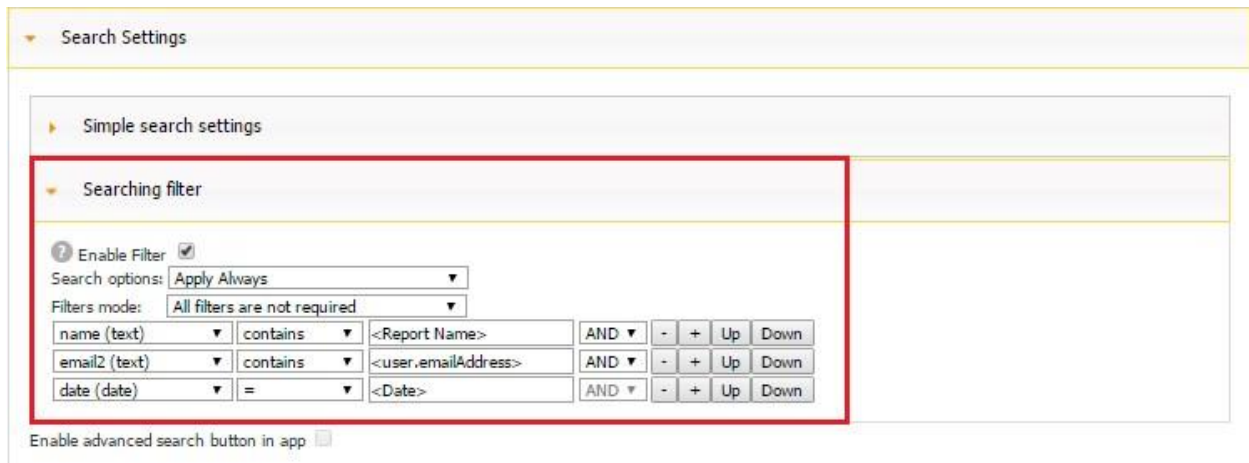 Search Settings
Simple search settings
Searching filter
? Enable Filter
Search options: Apply Always
Filters mode: All filters are not required
name (text) contains <Report Name> AND - + Up Down
email2 (text) contains <user.emailAddress> AND - + Up Down
date (date) = <Date> AND - + Up Down
Enable advanced search button in app